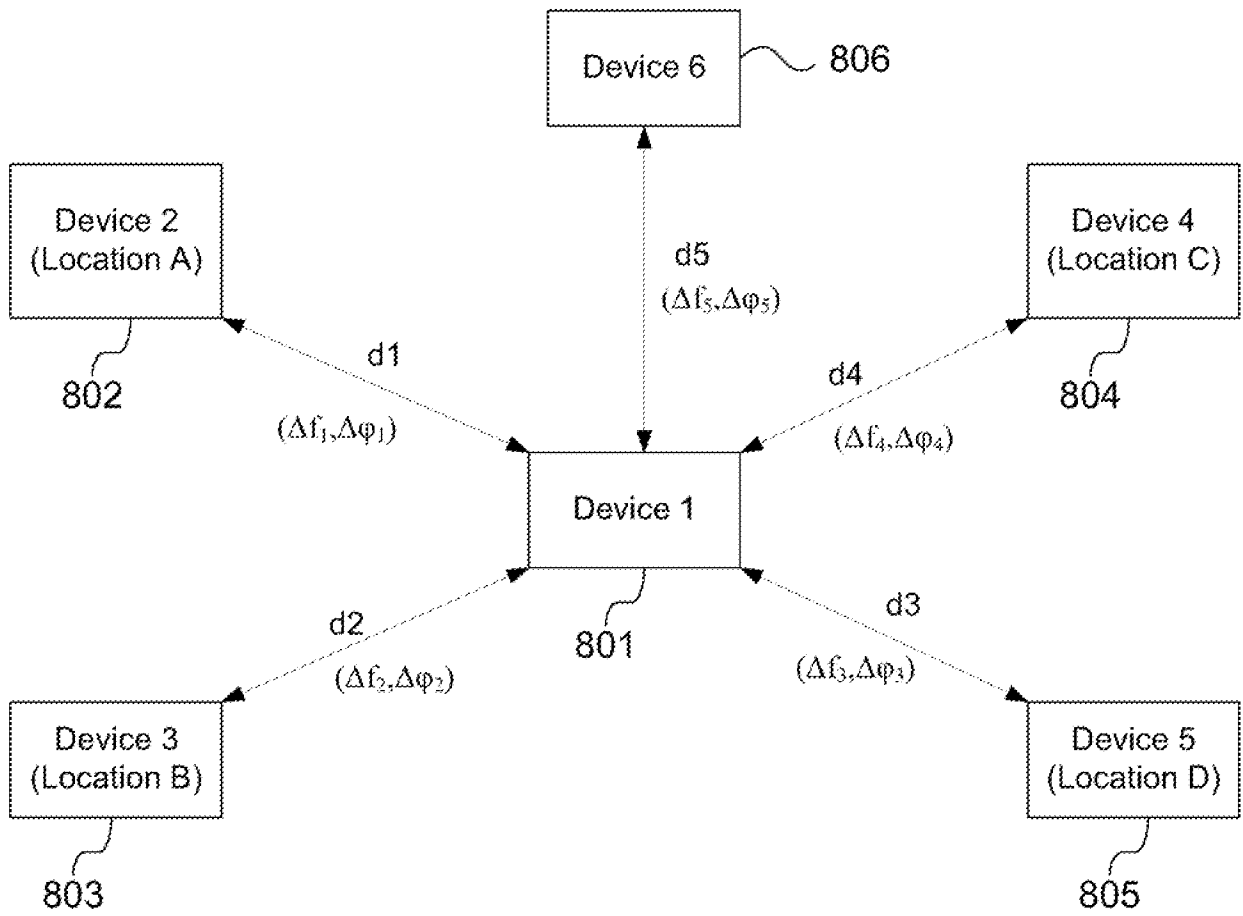 Device 6
806
Device 2
(Location A)
802
Device 4
(Location C)
804
d5
(Δf₅,Δφ₅)
d1
(Δf₁,Δφ₁)
d4
(Δf₄,Δφ₄)
Device 1
801
d2
(Δf₂,Δφ₂)
d3
(Δf₃,Δφ₃)
Device 3
(Location B)
803
Device 5
(Location D)
805